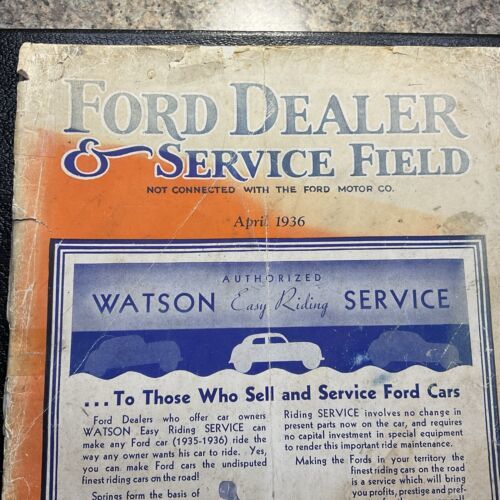 FORD DEALER
& SERVICE FIELD
NOT CONNECTED WITH THE FORD MOTOR CO.
April 1936
AUTHORIZED
WATSON Easy Riding SERVICE
...To Those Who Sell and Service Ford Cars
Ford Dealers who offer car owners
WATSON Easy Riding SERVICE can
make any Ford car (1935-1936) ride the
way any owner wants his car to ride. Yes,
you can make Ford cars the undisputed
finest riding cars on the road!
Springs form the basis of
Riding SERVICE involves no change in
present parts now on the car, and requires
no capital investment in special equipment
to render this important ride maintenance.
Making the Fords in your territory the
finest riding cars on the road
is a service which will bring
you profits, prestige and pref-